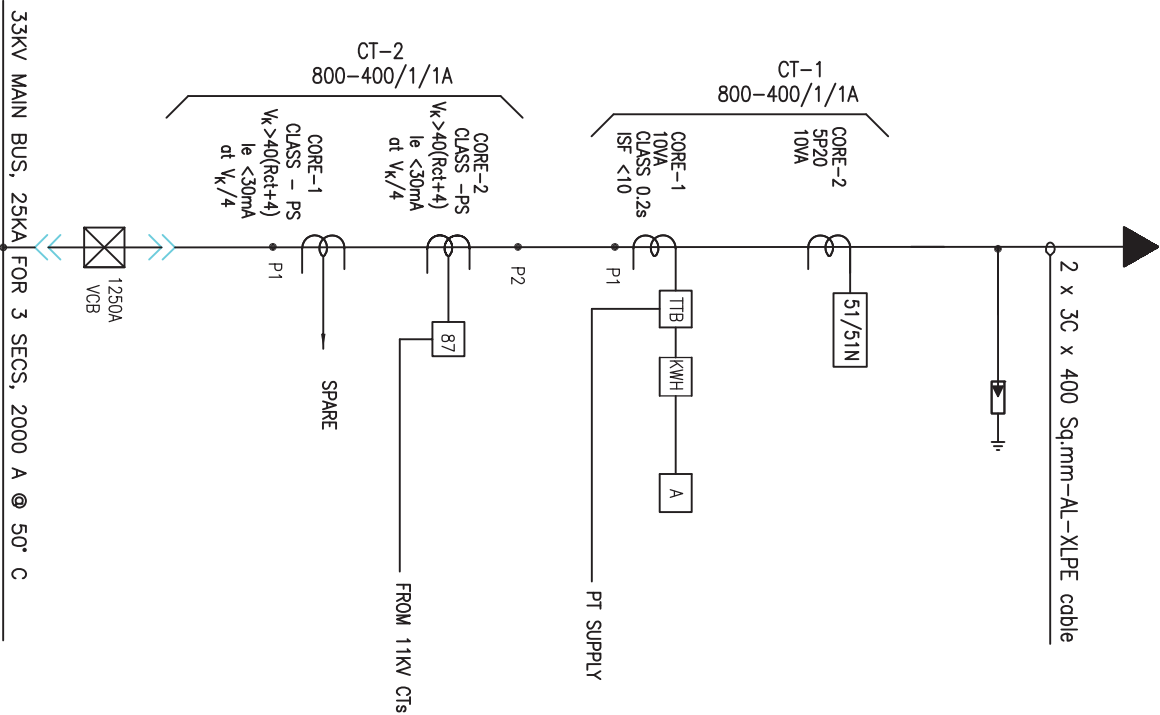 33KV MAIN BUS, 25KA FOR 3 SECS, 2000 A @ 50° C
1250A
VCB
CT-2
800-400/1/1A
CORE-1
CLASS - PS
VK>40(Rct+4)
Ie <30mA
at VK/4
CORE-2
CLASS -PS
VK>40(Rct+4)
Ie <30mA
at VK/4
P1
P2
SPARE
87
FROM 11KV CTs
CT-1
800-400/1/1A
CORE-1
10VA
CLASS 0.2s
ISF <10
CORE-2
5P20
10VA
P1
TTB
KWH
A
PT SUPPLY
51/51N
2 x 3C x 400 Sq.mm-AL-XLPE cable